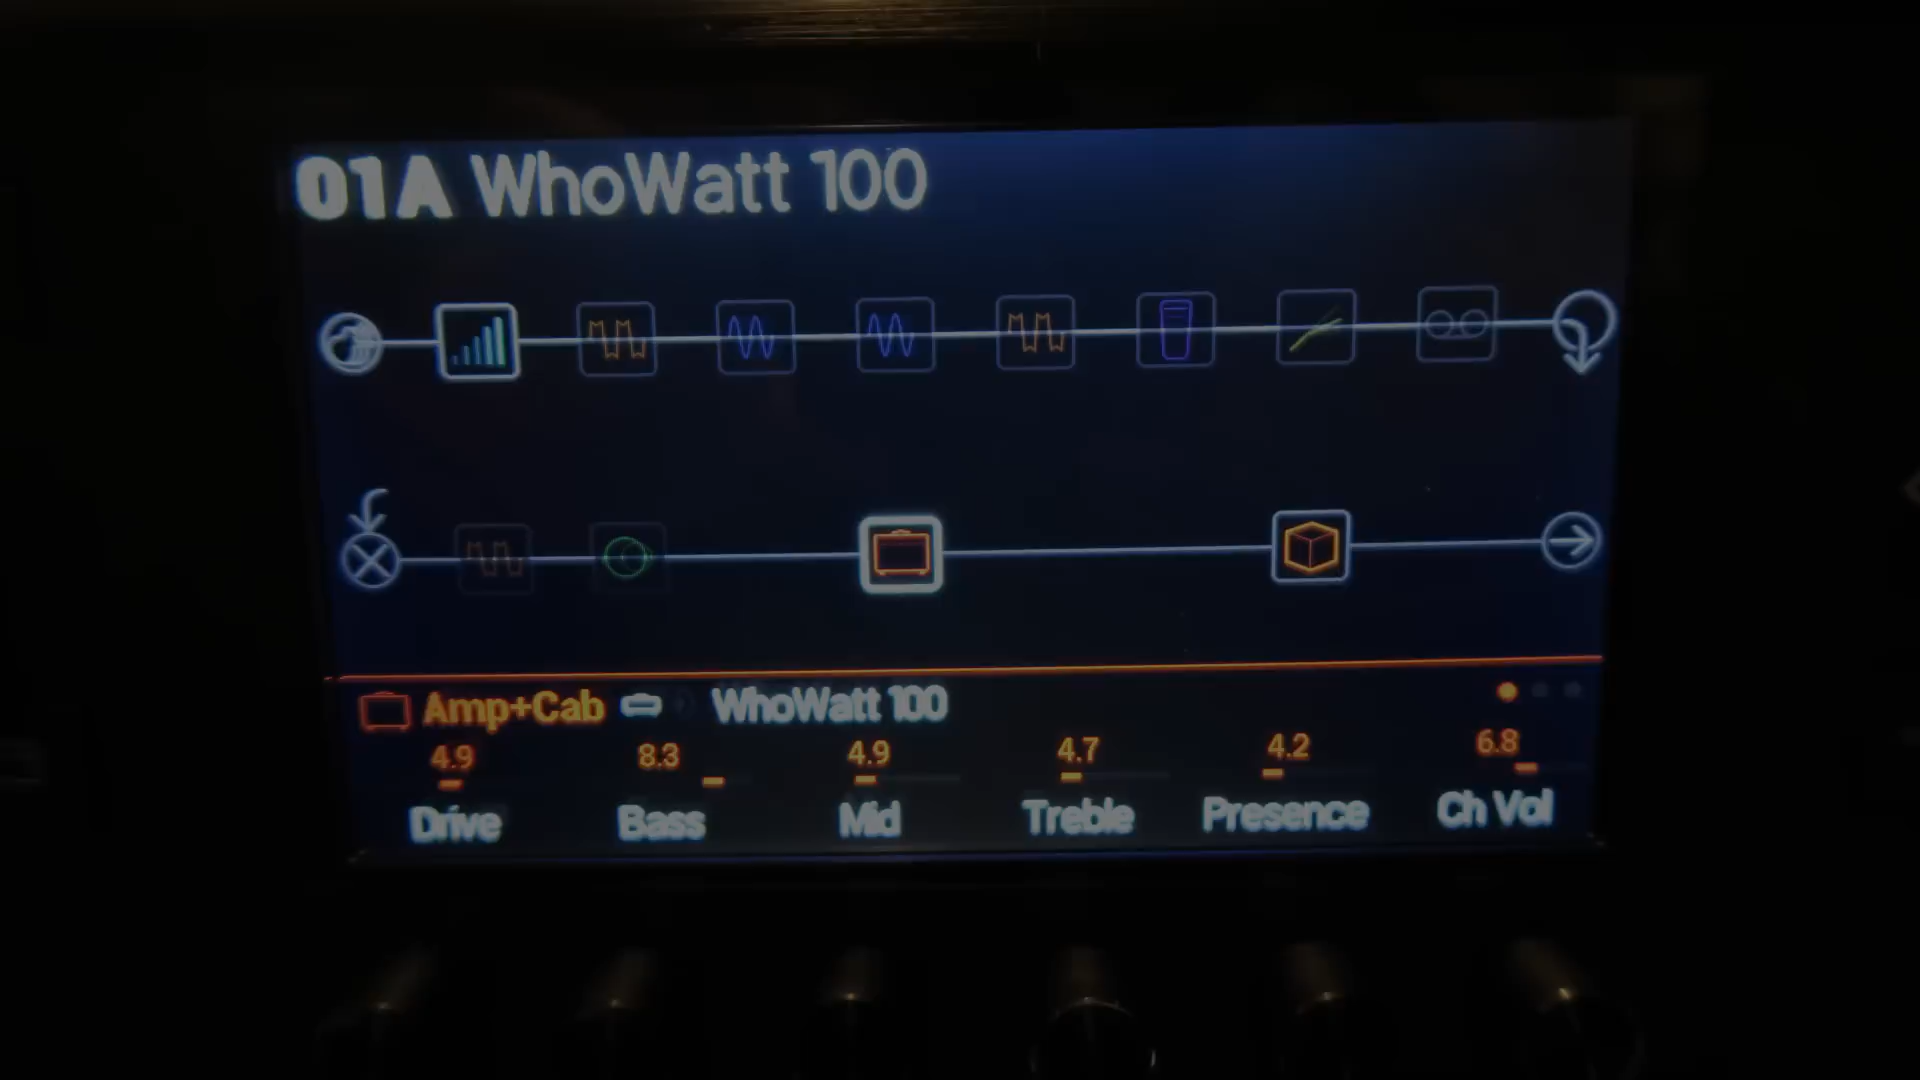 01A WhoWatt 100
Amp+Cab WhoWatt 100
4.9 8.3 4.9 4.7 4.2 6.8
Drive Bass Mid Treble Presence Ch Vol